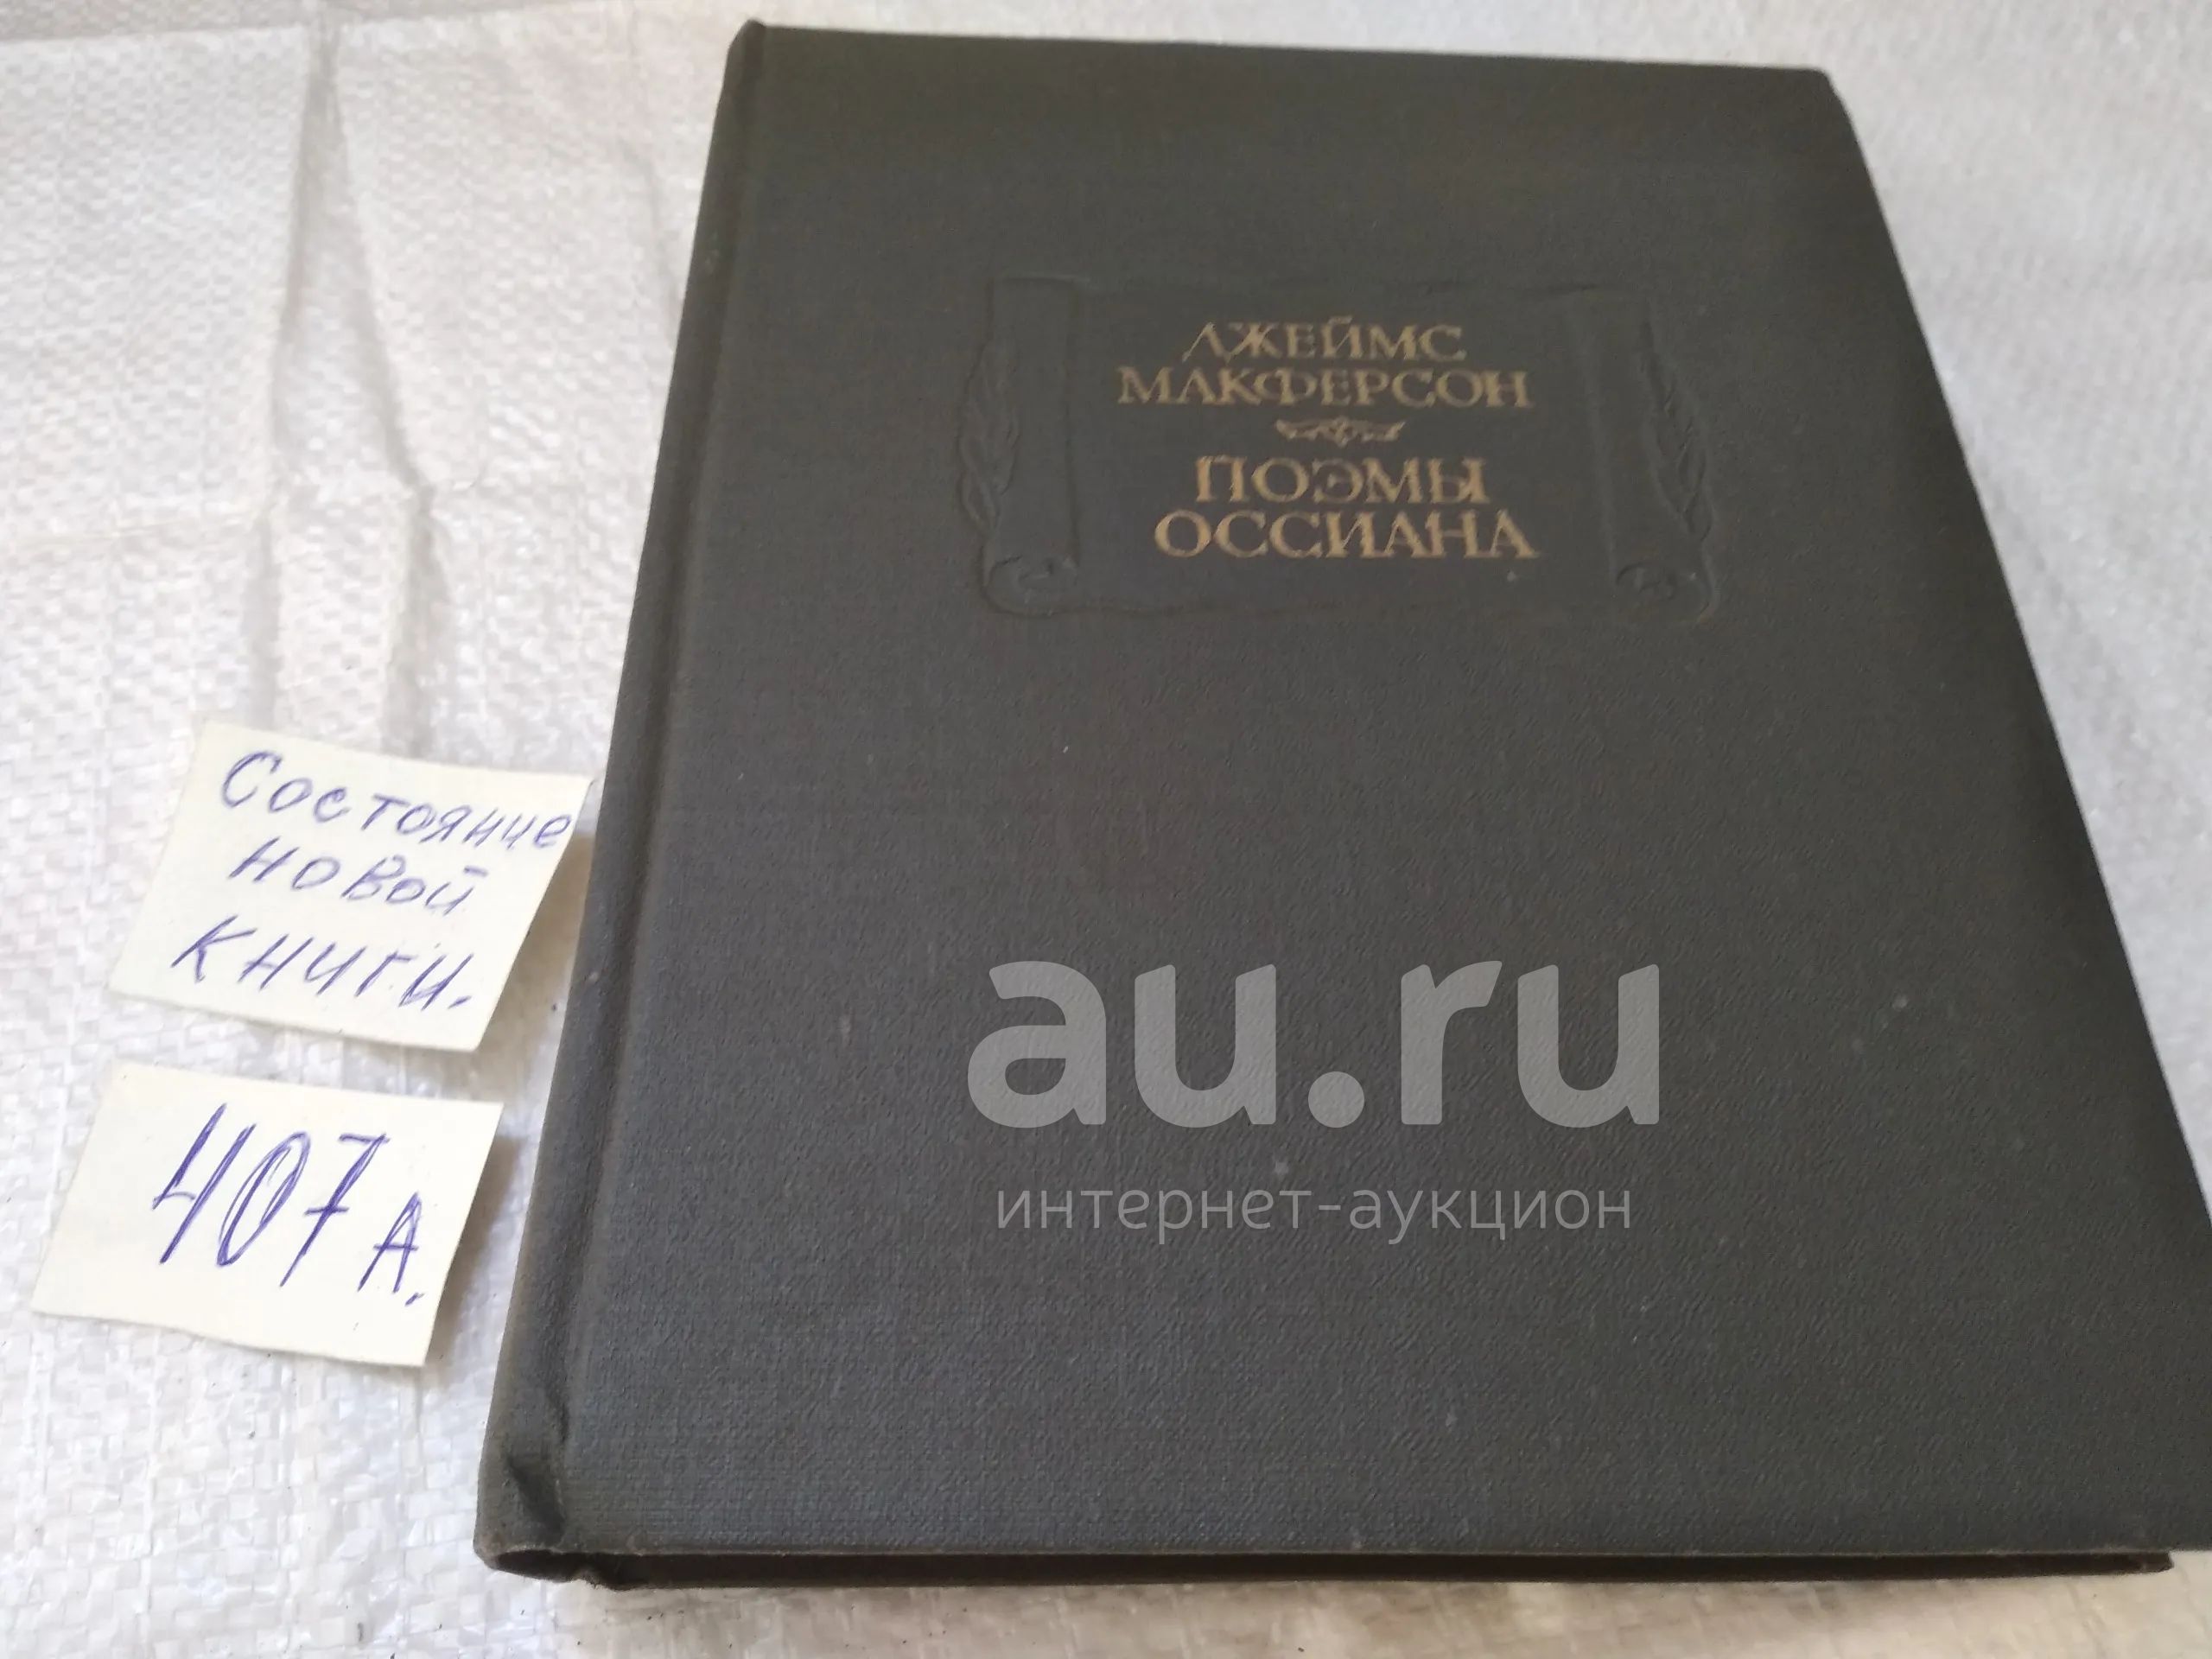 ДЖЕЙМС
МАКФЕРСОН
ПОЭМЫ
ОССИАНА
Состояние
новой
книги.
407 А.
au.ru
интернет-аукцион